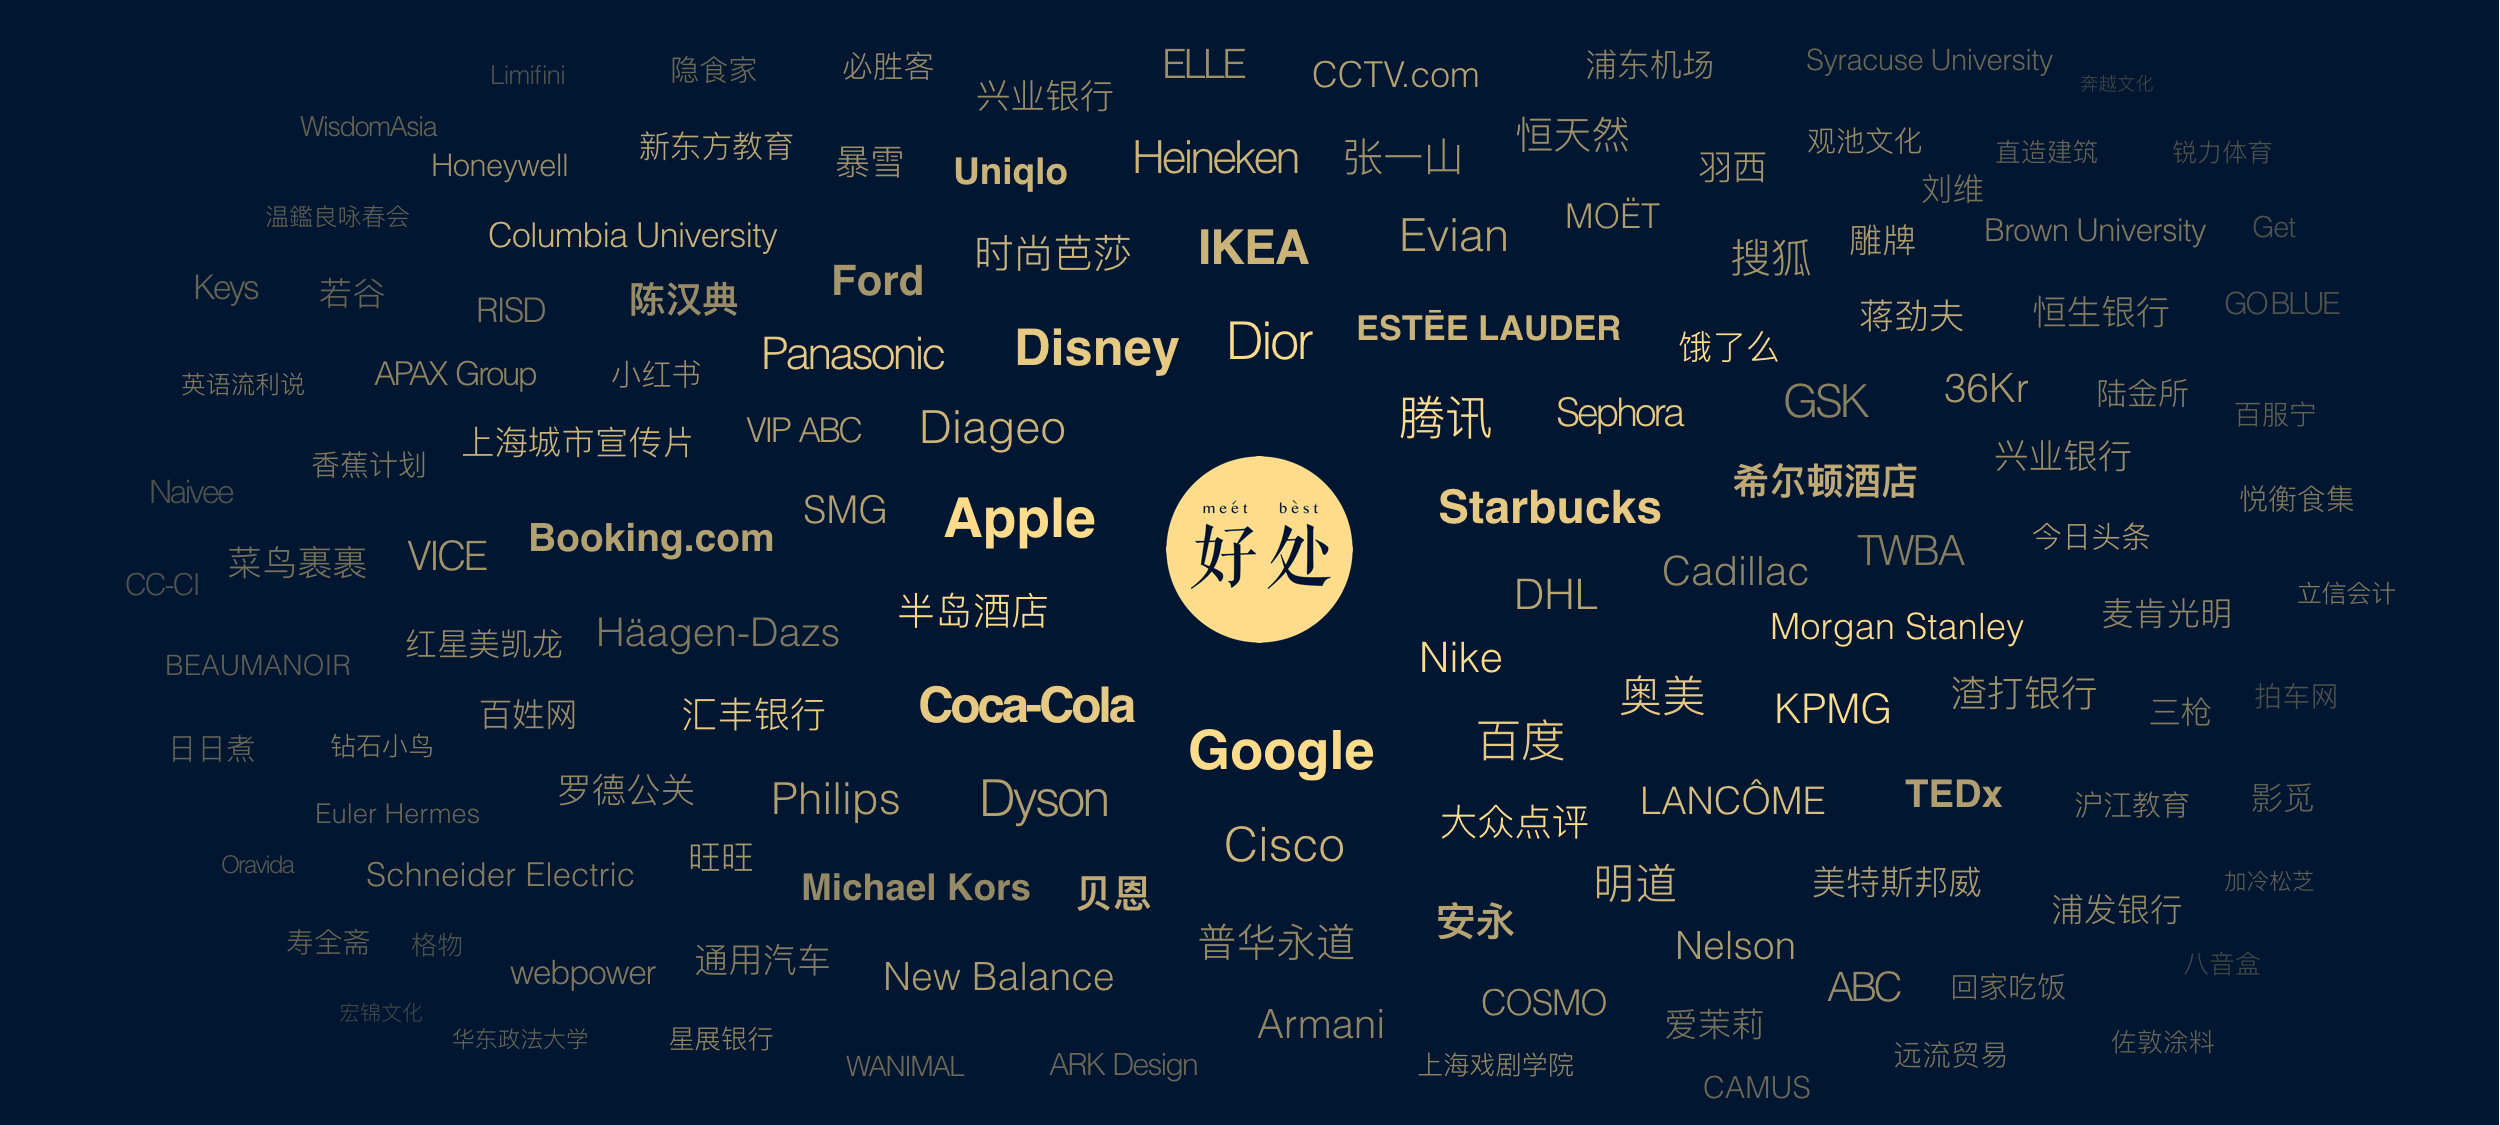 Limifini
隐食家
必胜客
兴业银行
ELLE
CCTV.com
浦东机场
Syracuse University
奔越文化
WisdomAsia
Honeywell
新东方教育
暴雪
Uniqlo
Heineken
张一山
恒天然
羽西
观池文化
直造建筑
锐力体育
刘维
温鑑良咏春会
Columbia University
时尚芭莎
IKEA
Evian
MOËT
搜狐
雕牌
Brown University
Get
Keys
若谷
RISD
陈汉典
Ford
Panasonic
Disney
Dior
ESTĒE LAUDER
饿了么
蒋劲夫
恒生银行
GO BLUE
英语流利说
APAX Group
小红书
VIP ABC
Diageo
腾讯
Sephora
GSK
36Kr
陆金所
百服宁
香蕉计划
上海城市宣传片
兴业银行
Naivee
SMG
Apple
meét bèst
好处
Starbucks
希尔顿酒店
悦衡食集
菜鸟裹裹
VICE
Booking.com
今日头条
TWBA
Cadillac
CC-CI
半岛酒店
DHL
立信会计
麦肯光明
Morgan Stanley
红星美凯龙
Häagen-Dazs
Nike
BEAUMANOIR
百姓网
汇丰银行
Coca-Cola
奥美
KPMG
渣打银行
三枪
拍车网
日日煮
钻石小鸟
Google
百度
罗德公关
Philips
Dyson
LANCÔME
TEDx
沪江教育
影觅
Euler Hermes
大众点评
Cisco
Oravida
Schneider Electric
旺旺
Michael Kors
贝恩
明道
美特斯邦威
加冷松芝
安永
浦发银行
寿全斋
格物
webpower
通用汽车
New Balance
普华永道
Nelson
八音盒
ABC
回家吃饭
宏锦文化
华东政法大学
星展银行
Armani
COSMO
爱茉莉
WANIMAL
ARK Design
上海戏剧学院
远流贸易
佐敦涂料
CAMUS